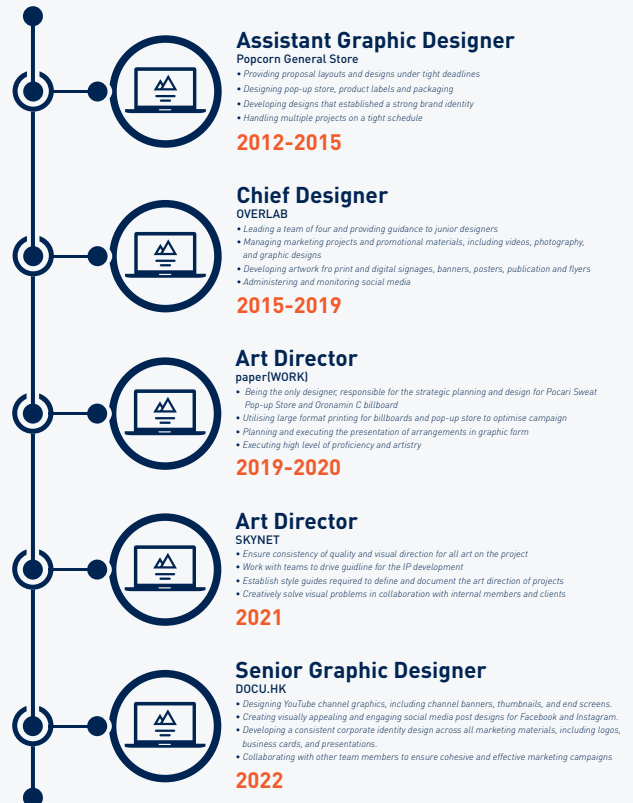 Assistant Graphic Designer
Popcorn General Store
• Providing proposal layouts and designs under tight deadlines
• Designing pop-up store, product labels and packaging
• Developing designs that established a strong brand identity
• Handling multiple projects on a tight schedule
2012-2015
Chief Designer
OVERLAB
• Leading a team of four and providing guidance to junior designers
• Managing marketing projects and promotional materials, including videos, photography,
and graphic designs
• Developing artwork fro print and digital signages, banners, posters, publication and flyers
• Administering and monitoring social media
2015-2019
Art Director
paper(WORK)
• Being the only designer, responsible for the strategic planning and design for Pocari Sweat
Pop-up Store and Oronamin C billboard
• Utilising large format printing for billboards and pop-up store to optimise campaign
• Planning and executing the presentation of arrangements in graphic form
• Executing high level of proficiency and artistry
2019-2020
Art Director
SKYNET
• Ensure consistency of quality and visual direction for all art on the project
• Work with teams to drive guidline for the IP development
• Establish style guides required to define and document the art direction of projects
• Creatively solve visual problems in collaboration with internal members and clients
2021
Senior Graphic Designer
DOCU.HK
• Designing YouTube channel graphics, including channel banners, thumbnails, and end screens.
• Creating visually appealing and engaging social media post designs for Facebook and Instagram.
• Developing a consistent corporate identity design across all marketing materials, including logos,
business cards, and presentations.
• Collaborating with other team members to ensure cohesive and effective marketing campaigns
2022